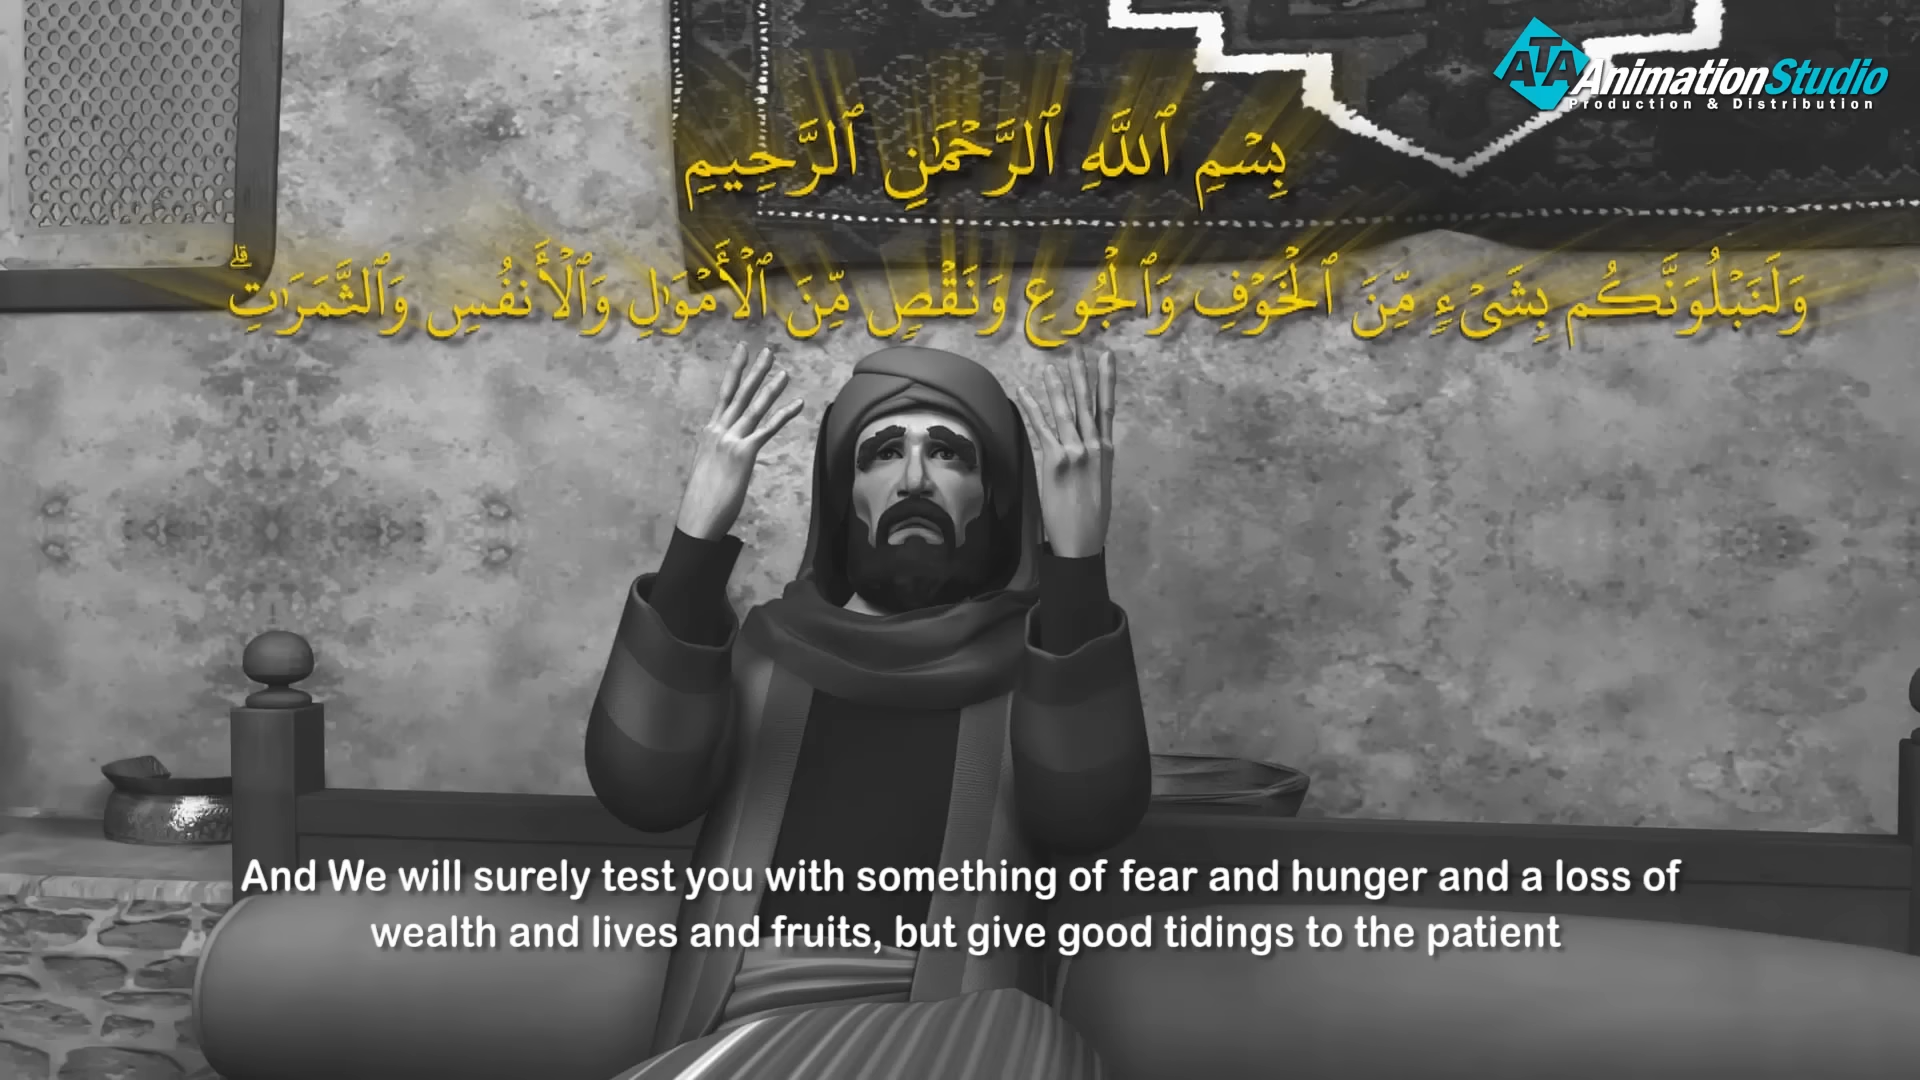 ATA AnimationStudio
Production & Distribution
بِسْمِ ٱللَّهِ ٱلرَّحْمَٰنِ ٱلرَّحِيمِ
وَلَنَبْلُوَنَّكُم بِشَىْءٍ مِّنَ ٱلْخَوْفِ وَٱلْجُوعِ وَنَقْصٍ مِّنَ ٱلْأَمْوَٰلِ وَٱلْأَنفُسِ وَٱلثَّمَرَٰتِ ۗ
And We will surely test you with something of fear and hunger and a loss of
wealth and lives and fruits, but give good tidings to the patient